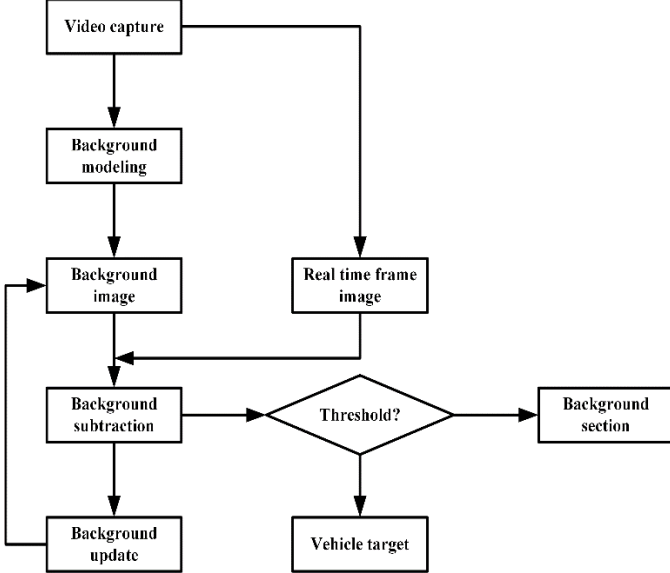 Video capture
Background
modeling
Background
image
Real time frame
image
Background
subtraction
Threshold?
Background
section
Background
update
Vehicle target